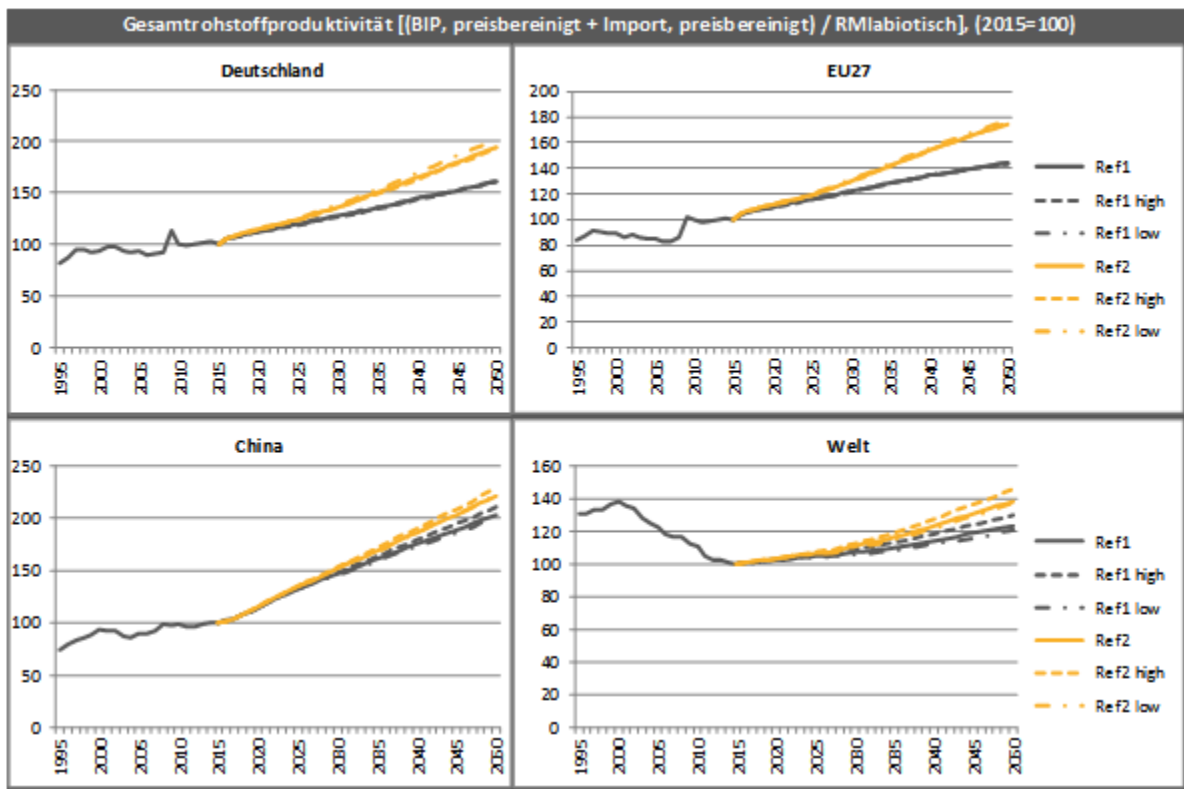 Gesamtrohstoffproduktivität [(BIP, preisbereinigt + Import, preisbereinigt) / RMIabiotisch], (2015=100)
Deutschland
250
200
150
100
50
0
1995 2000 2005 2010 2015 2020 2025 2030 2035 2040 2045 2050
EU27
200
180
160
140
120
100
80
60
40
20
0
1995 2000 2005 2010 2015 2020 2025 2030 2035 2040 2045 2050
Ref1
Ref1 high
Ref1 low
Ref2
Ref2 high
Ref2 low
China
250
200
150
100
50
0
1995 2000 2005 2010 2015 2020 2025 2030 2035 2040 2045 2050
Welt
160
140
120
100
80
60
40
20
0
1995 2000 2005 2010 2015 2020 2025 2030 2035 2040 2045 2050
Ref1
Ref1 high
Ref1 low
Ref2
Ref2 high
Ref2 low